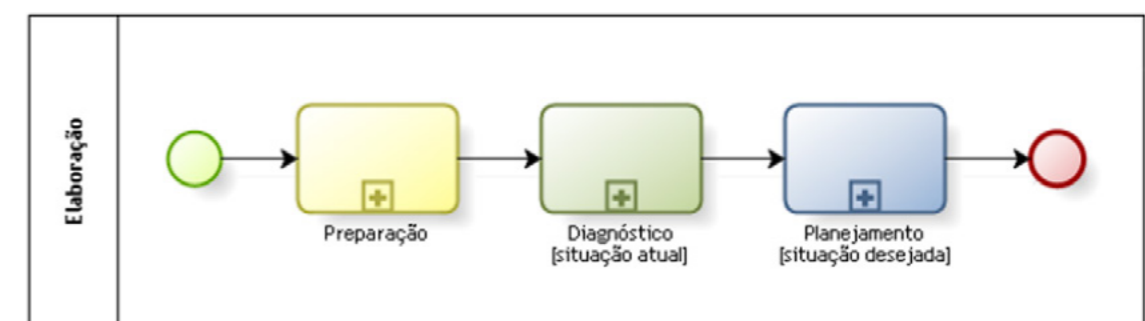 Elaboração
Preparação
Diagnóstico
[situação atual]
Planejamento
[situação desejada]